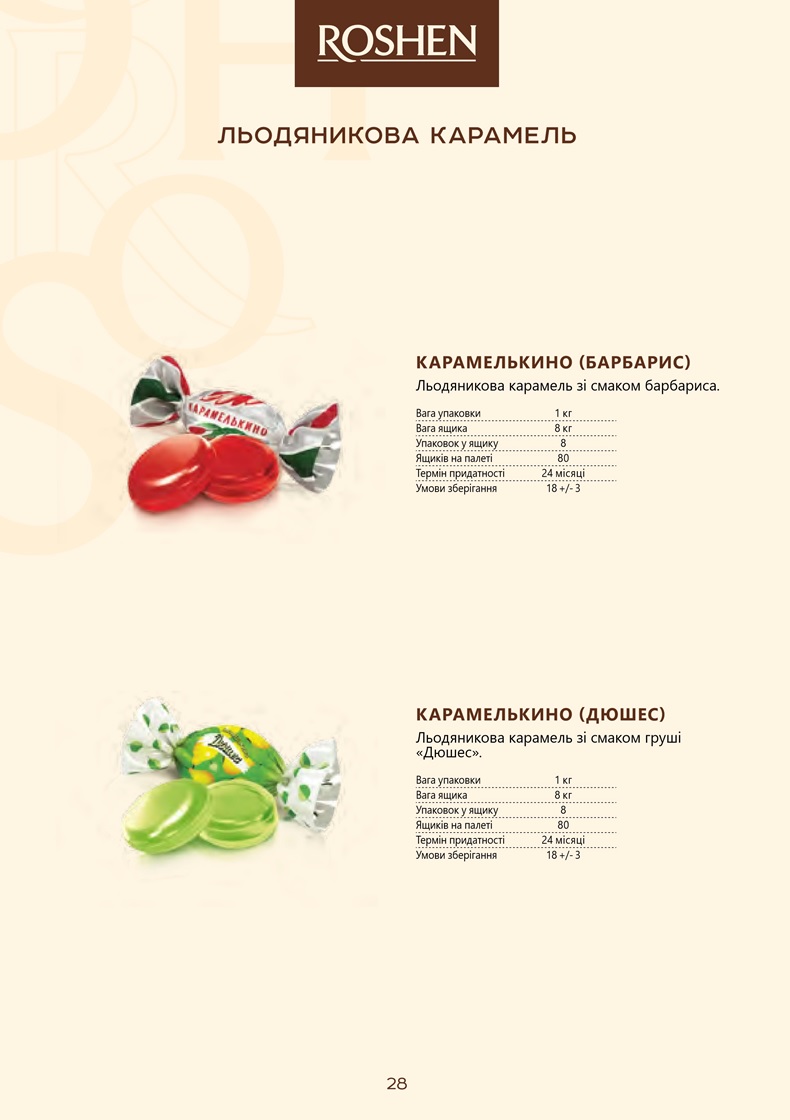 ROSHEN
ЛЬОДЯНИКОВА КАРАМЕЛЬ
КАРАМЕЛЬКИНО (БАРБАРИС)
Льодяникова карамель зі смаком барбариса.
Вага упаковки 1 кг
Вага ящика 8 кг
Упаковок у ящику 8
Ящиків на палеті 80
Термін придатності 24 місяці
Умови зберігання 18 +/- 3
КАРАМЕЛЬКИНО
КАРАМЕЛЬКИНО (ДЮШЕС)
Льодяникова карамель зі смаком груші
«Дюшес».
Вага упаковки 1 кг
Вага ящика 8 кг
Упаковок у ящику 8
Ящиків на палеті 80
Термін придатності 24 місяці
Умови зберігання 18 +/- 3
Дюшес
28